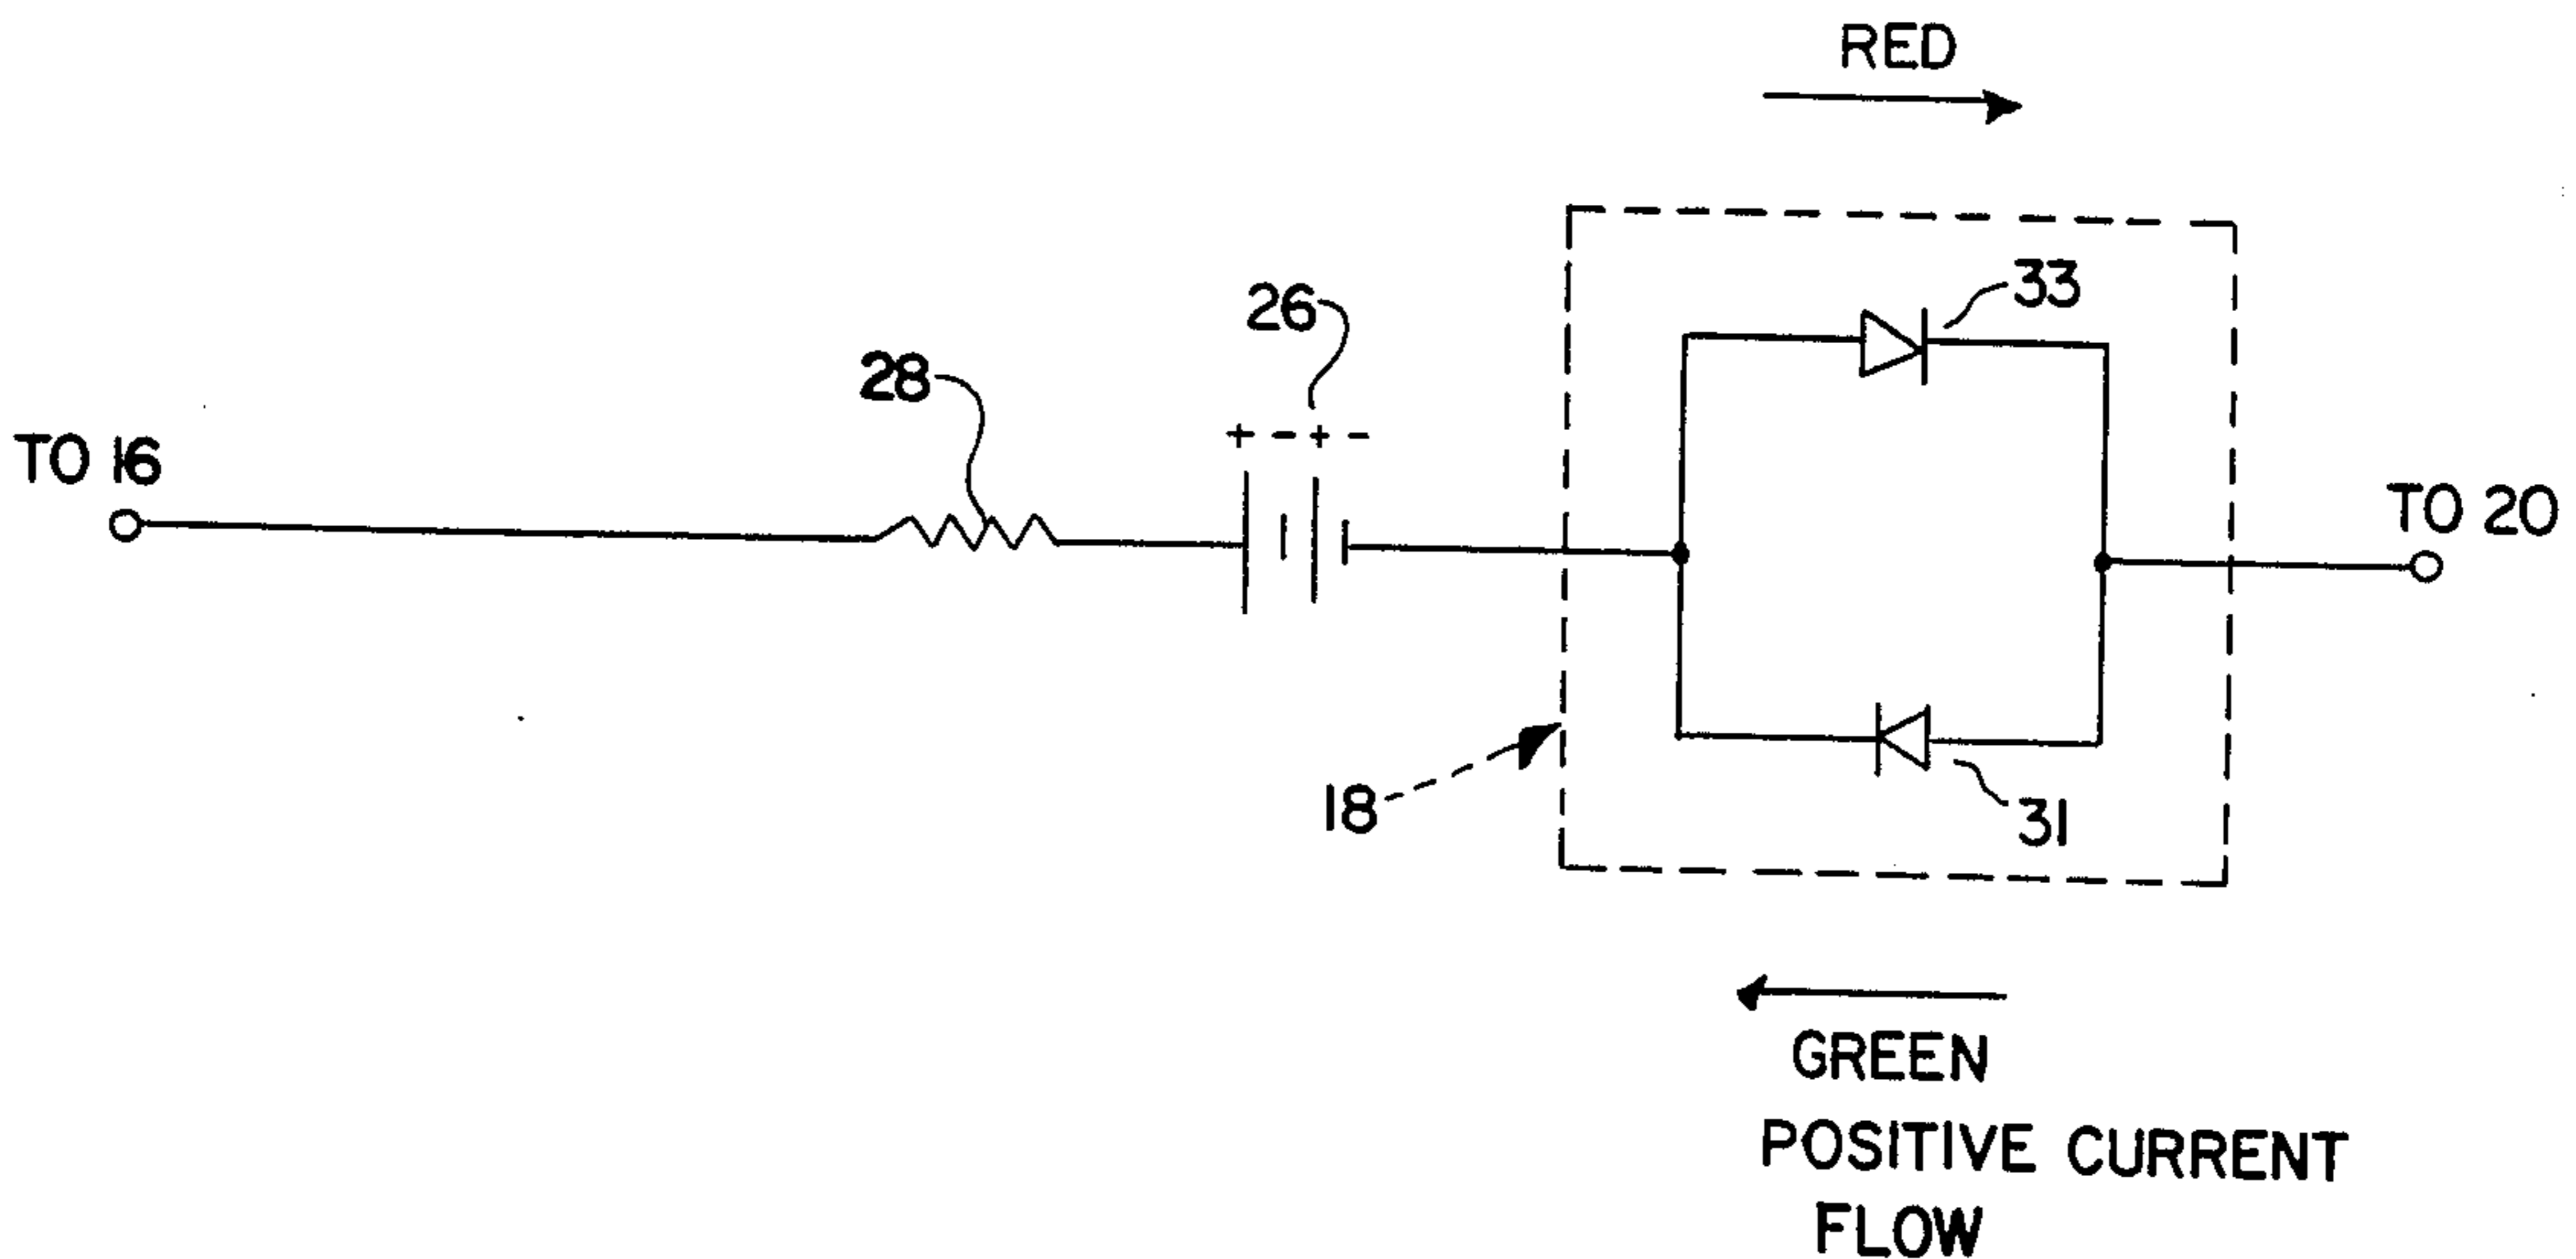 RED
33
26
28
+ - + -
TO 16
TO 20
18
31
GREEN
POSITIVE CURRENT
FLOW